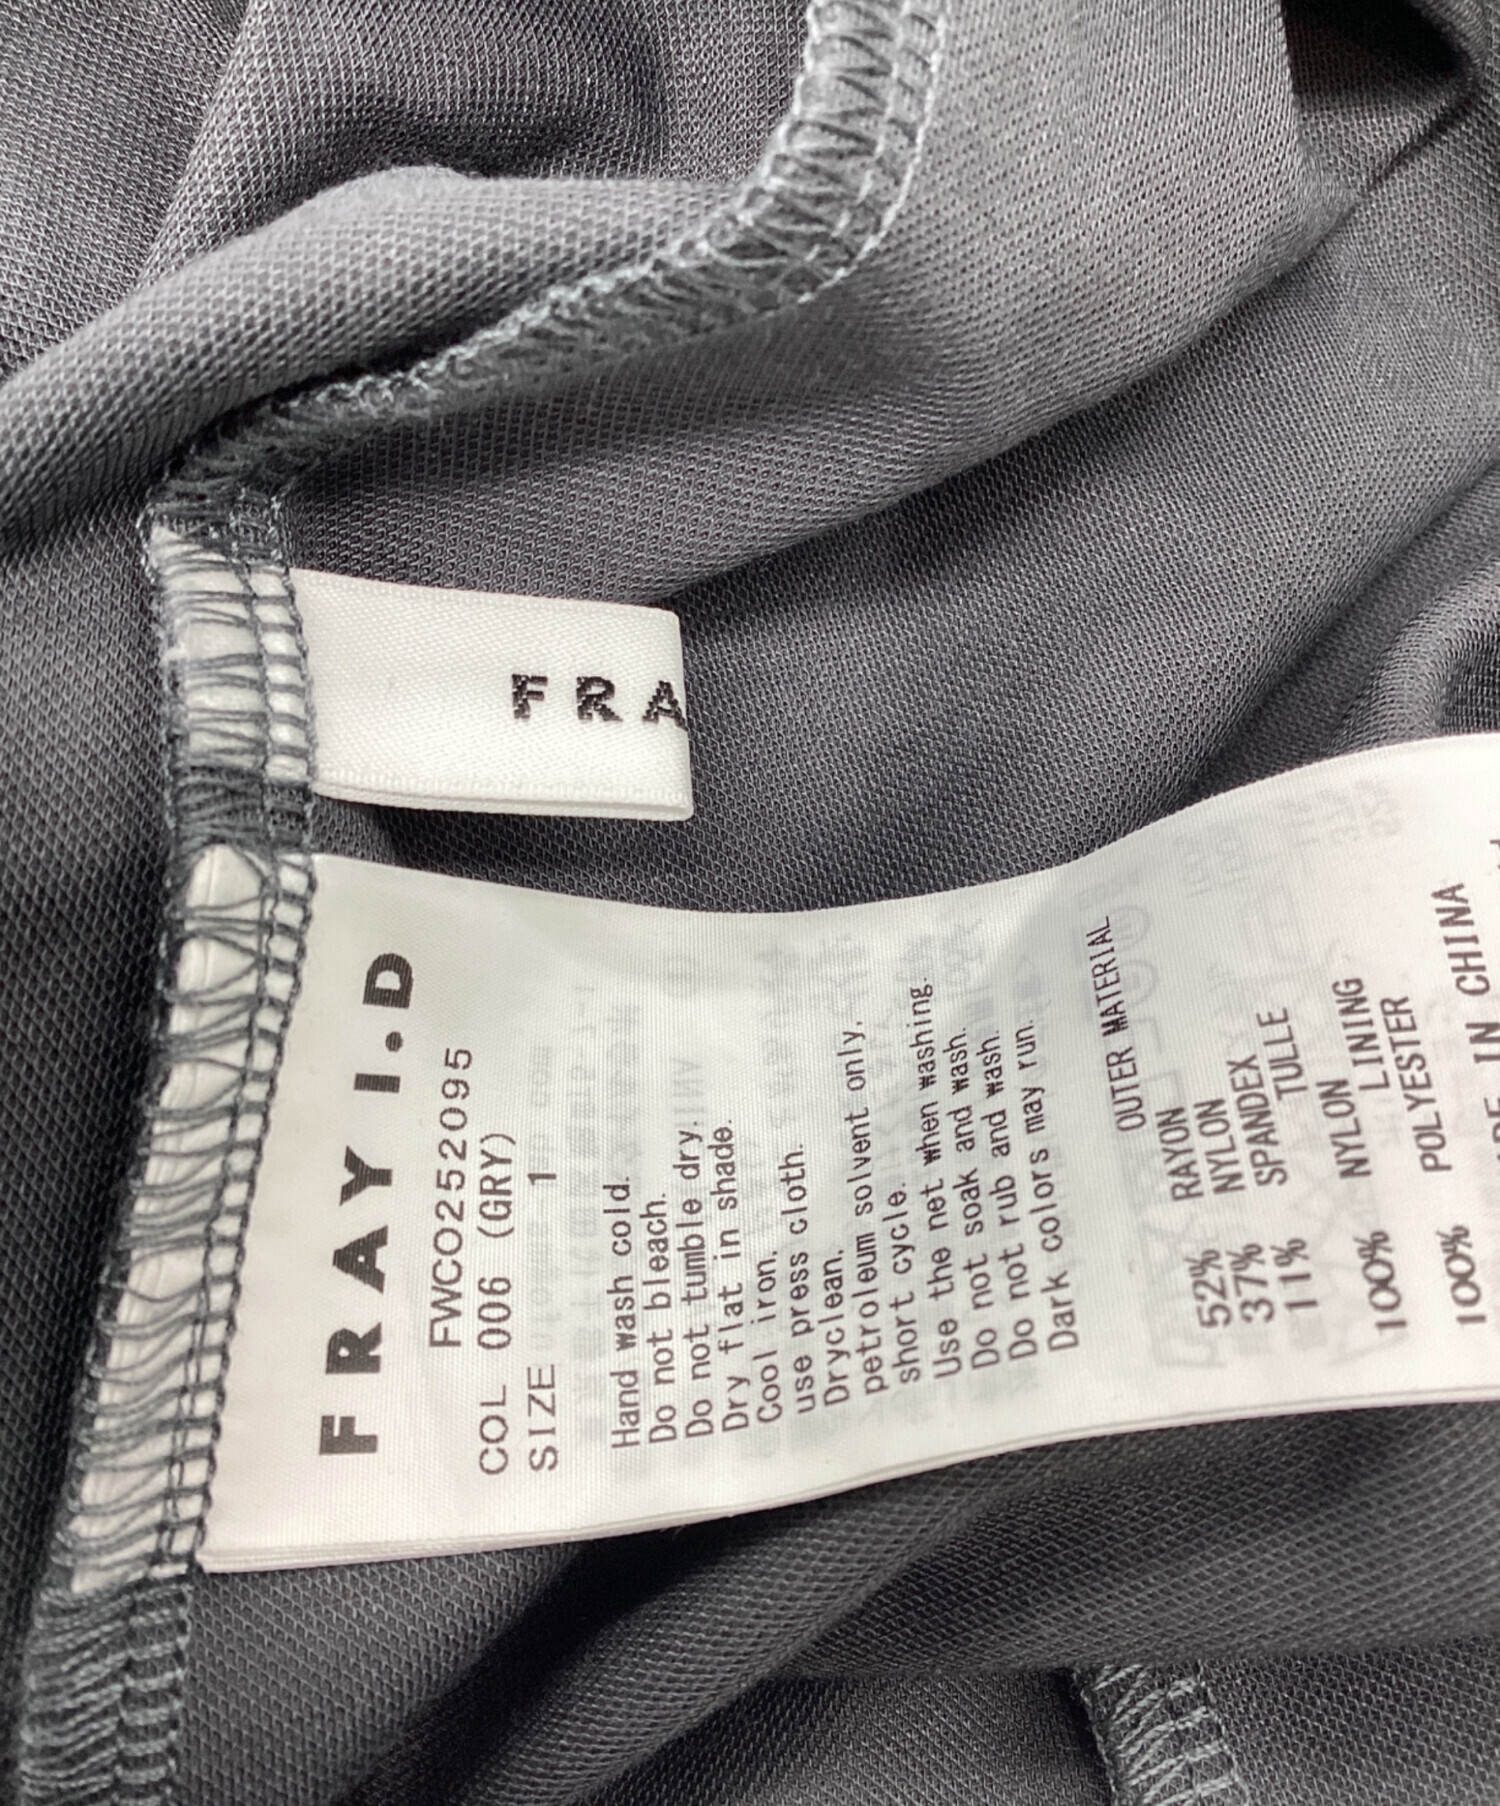 FRA
FRAY I.D
FWCO252095
COL 006 (GRY)
SIZE 1
Hand wash cold.
Do not bleach.
Do not tumble dry.
Dry flat in shade.
Cool iron.
use press cloth.
Dryclean.
petroleum solvent only,
short cycle.
Use the net when washing.
Do not soak and wash.
Do not rub and wash.
Dark colors may run.
OUTER MATERIAL
52% RAYON
37% NYLON
11% SPANDEX
TULLE
100% NYLON
LINING
100% POLYESTER
IN CHINA